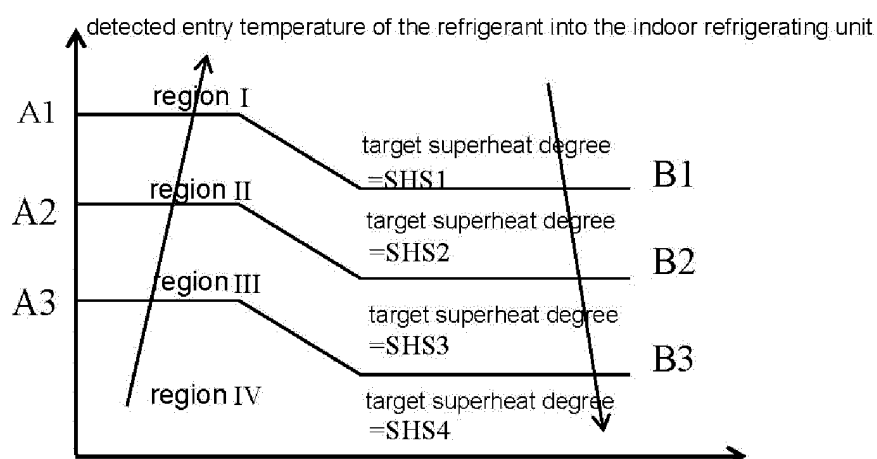 detected entry temperature of the refrigerant into the indoor refrigerating unit
A1
region I
target superheat degree
=SHS1
B1
A2
region II
target superheat degree
=SHS2
B2
A3
region III
target superheat degree
=SHS3
B3
region IV
target superheat degree
=SHS4